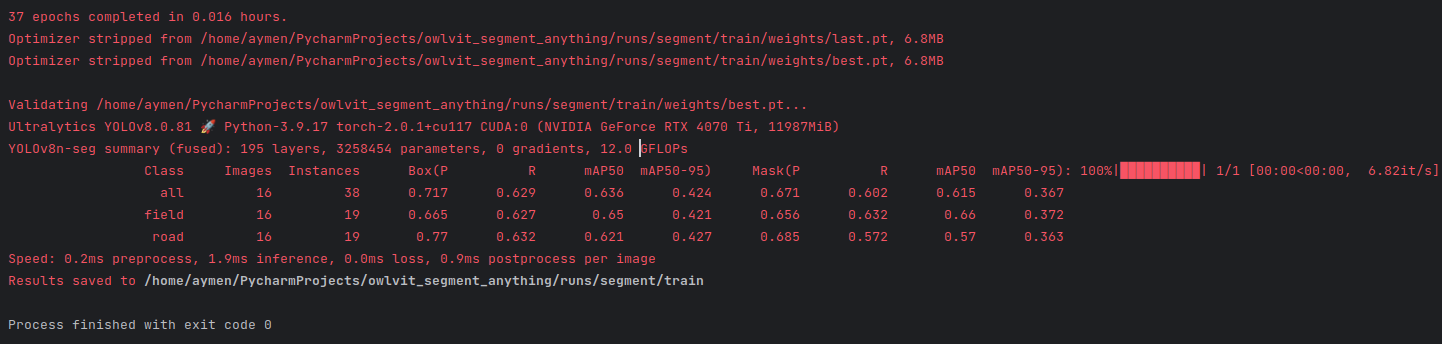 37 epochs completed in 0.016 hours.
Optimizer stripped from /home/aymen/PycharmProjects/owlvit_segment_anything/runs/segment/train/weights/last.pt, 6.8MB
Optimizer stripped from /home/aymen/PycharmProjects/owlvit_segment_anything/runs/segment/train/weights/best.pt, 6.8MB
Validating /home/aymen/PycharmProjects/owlvit_segment_anything/runs/segment/train/weights/best.pt...
Ultralytics YOLOv8.0.81 🚀 Python-3.9.17 torch-2.0.1+cu117 CUDA:0 (NVIDIA GeForce RTX 4070 Ti, 11987MiB)
YOLOv8n-seg summary (fused): 195 layers, 3258454 parameters, 0 gradients, 12.0 GFLOPs
Class Images Instances Box(P R mAP50 mAP50-95) Mask(P R mAP50 mAP50-95): 100%|██████████| 1/1 [00:00<00:00, 6.82it/s]
all 16 38 0.717 0.629 0.636 0.424 0.671 0.602 0.615 0.367
field 16 19 0.665 0.627 0.65 0.421 0.656 0.632 0.66 0.372
road 16 19 0.77 0.632 0.621 0.427 0.685 0.572 0.57 0.363
Speed: 0.2ms preprocess, 1.9ms inference, 0.0ms loss, 0.9ms postprocess per image
Results saved to /home/aymen/PycharmProjects/owlvit_segment_anything/runs/segment/train
Process finished with exit code 0